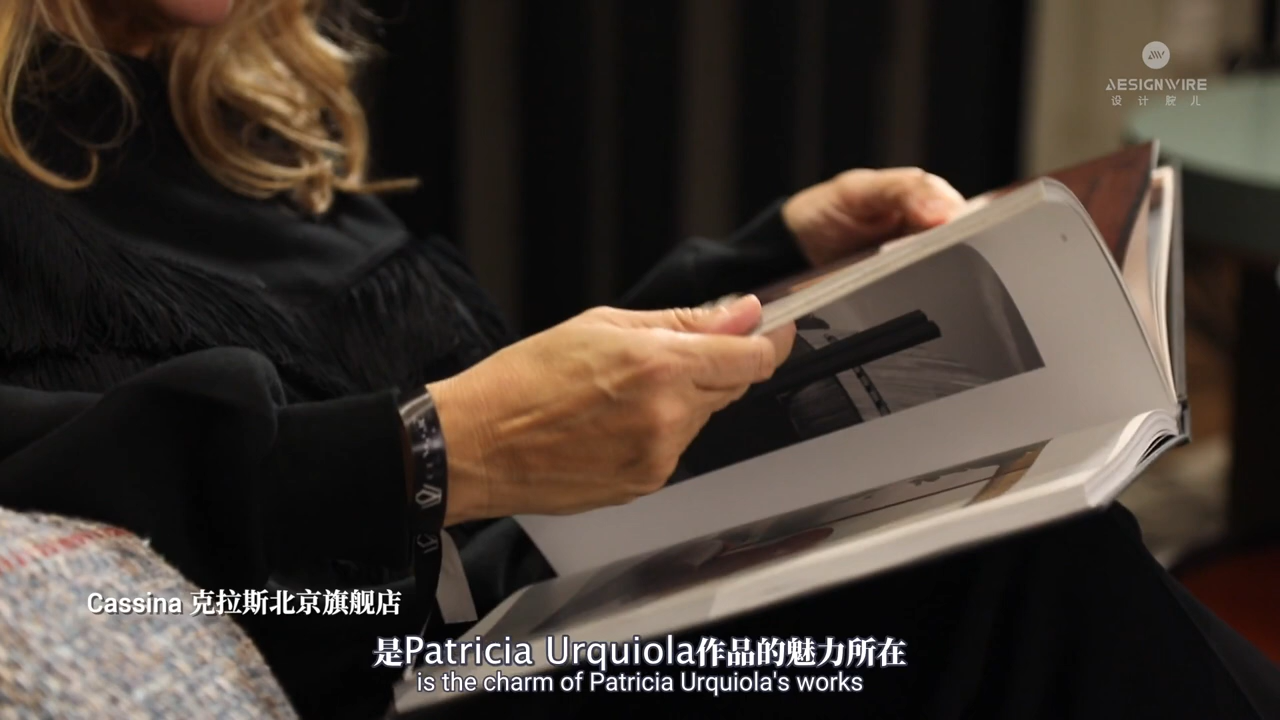 AESIGNWIRE
设计腕儿
Cassina 克拉斯北京旗舰店
是Patricia Urquiola作品的魅力所在
is the charm of Patricia Urquiola's works